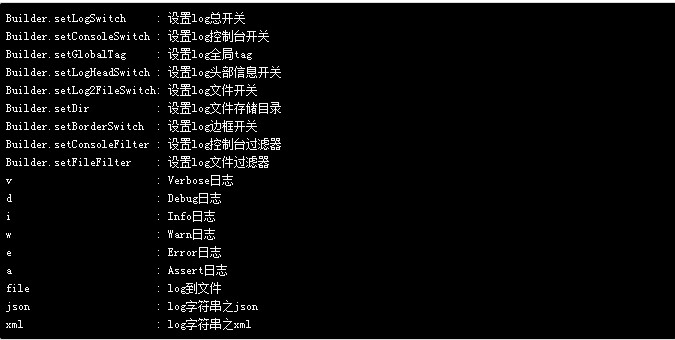 Builder.setLogSwitch    : 设置log总开关
Builder.setConsoleSwitch : 设置log控制台开关
Builder.setGlobalTag    : 设置log全局tag
Builder.setLogHeadSwitch : 设置log头部信息开关
Builder.setLog2FileSwitch: 设置log文件开关
Builder.setDir          : 设置log文件存储目录
Builder.setBorderSwitch  : 设置log边框开关
Builder.setConsoleFilter : 设置log控制台过滤器
Builder.setFileFilter    : 设置log文件过滤器
v                       : Verbose日志
d                       : Debug日志
i                       : Info日志
w                       : Warn日志
e                       : Error日志
a                       : Assert日志
file                    : log到文件
json                    : log字符串之json
xml                     : log字符串之xml